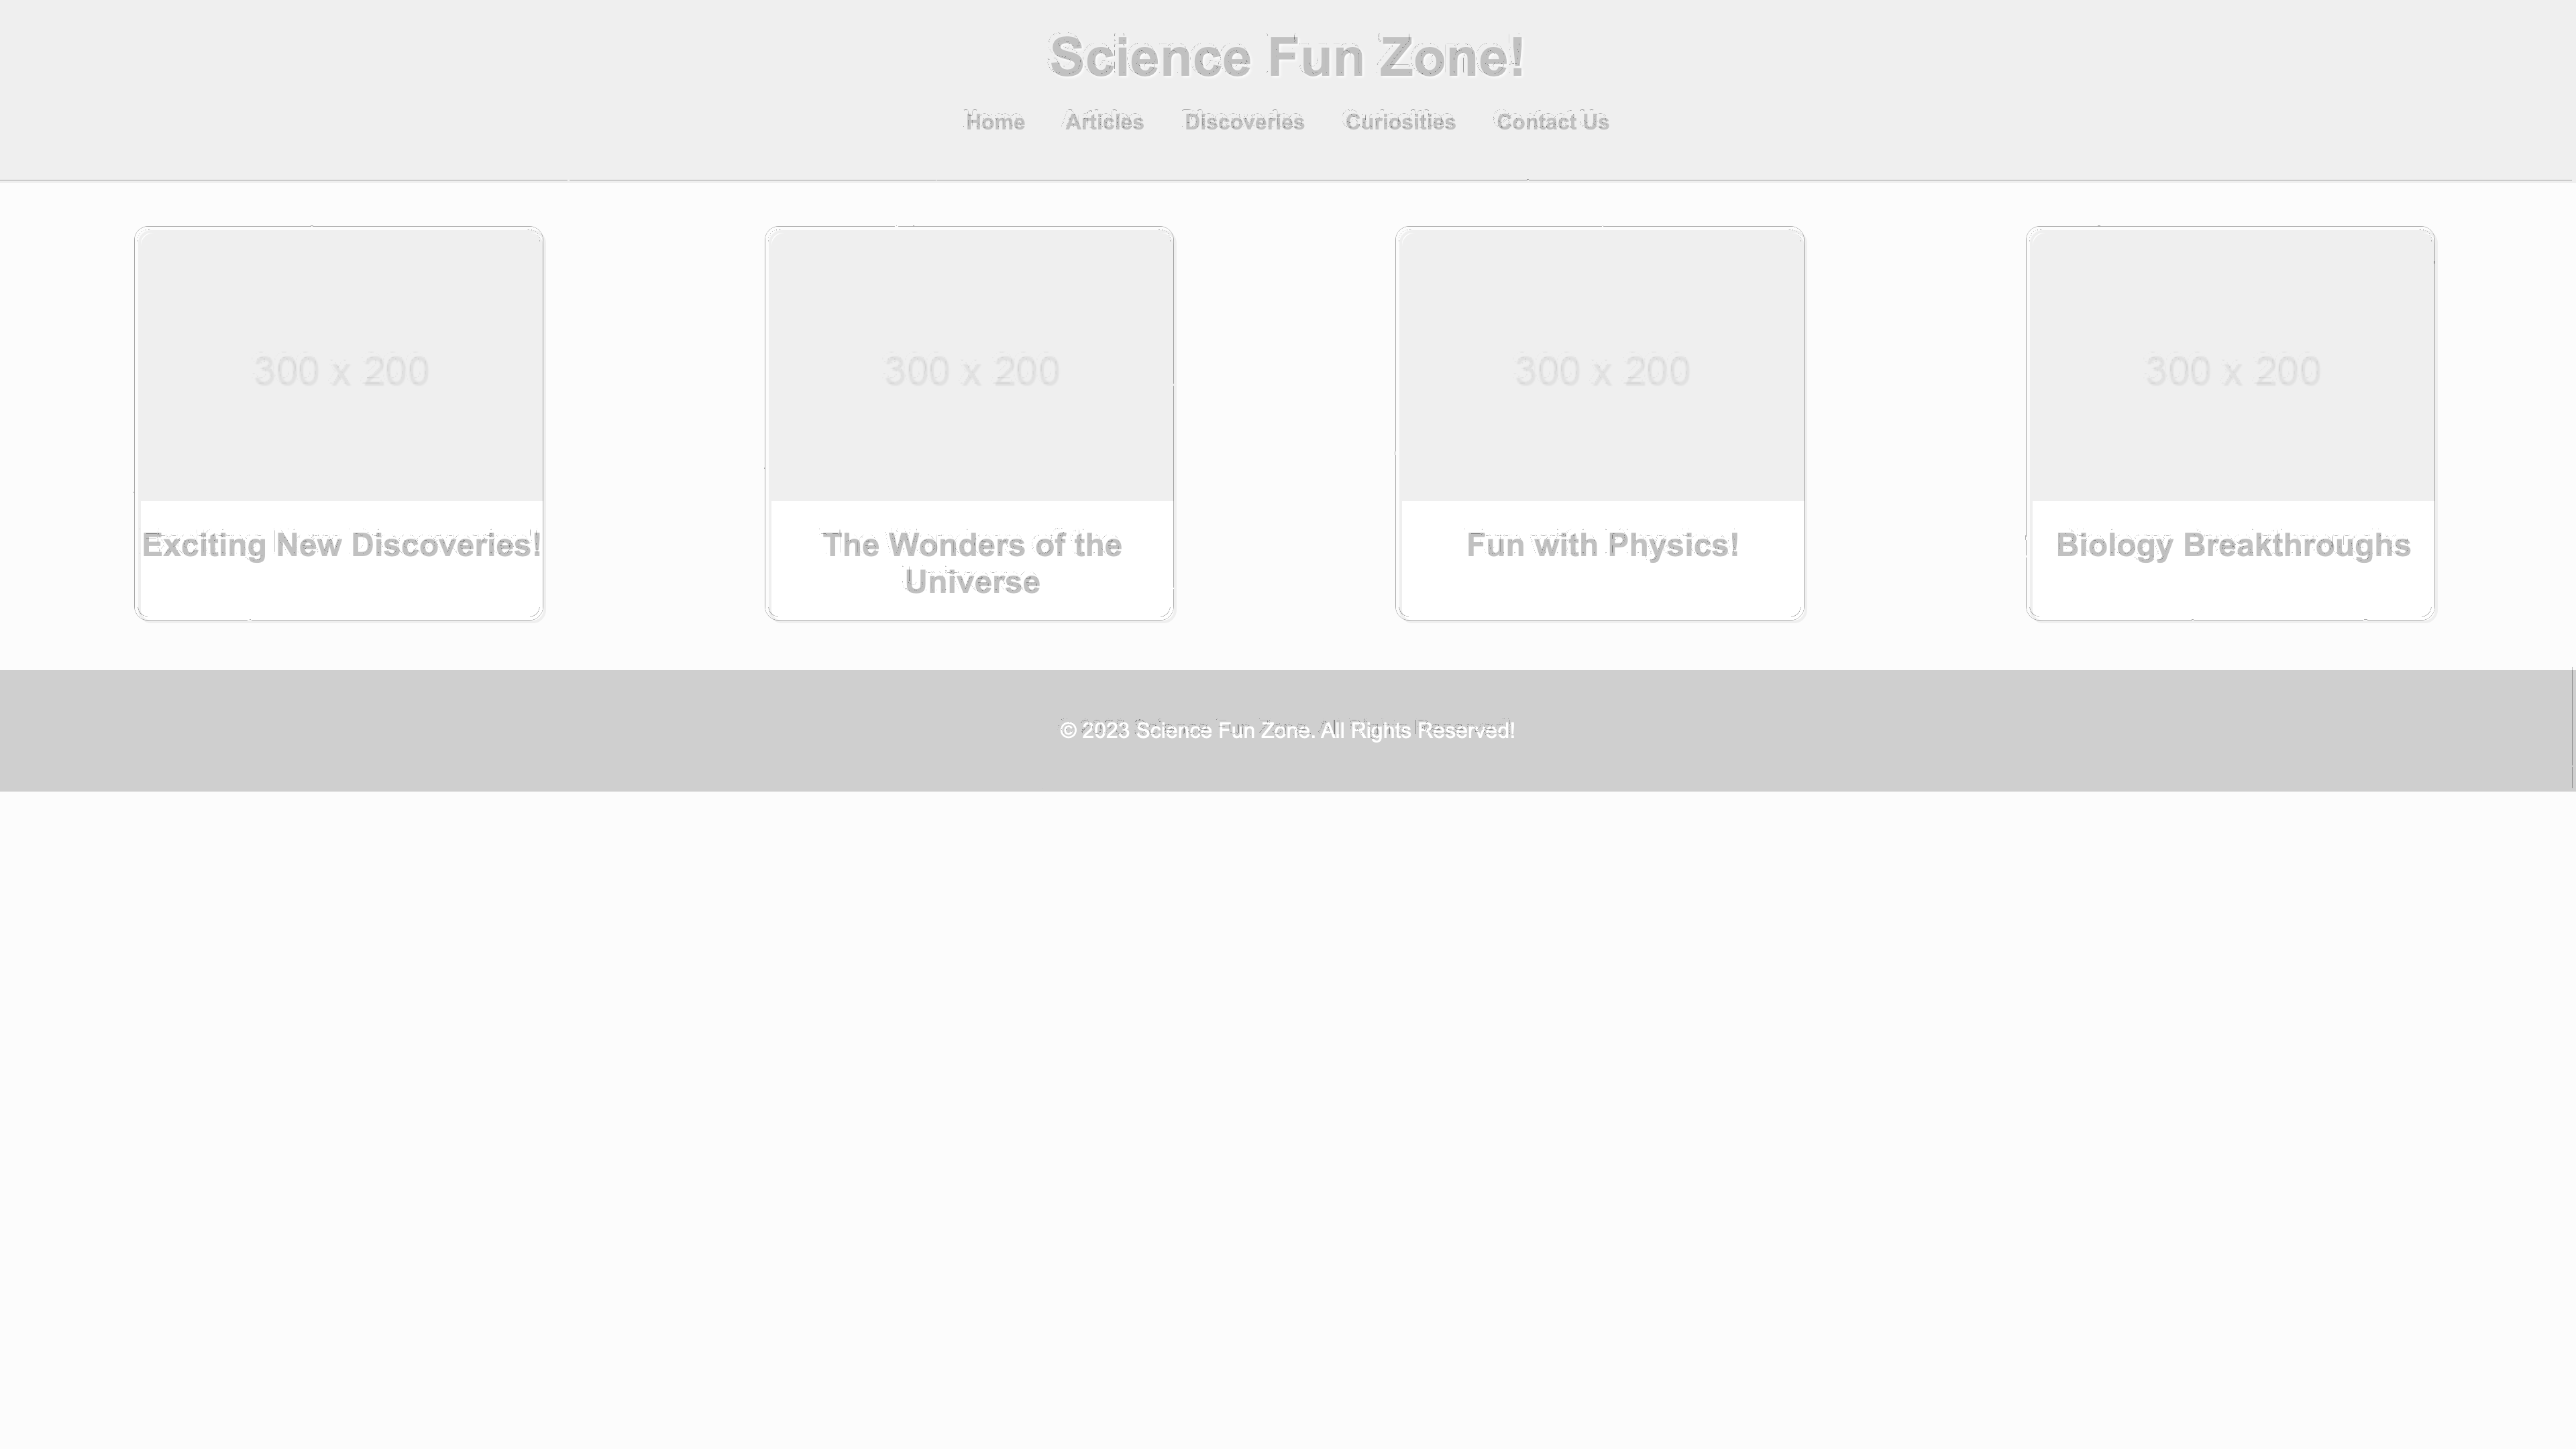 Science Fun Zone!
Home Articles Discoveries Curiosities Contact Us
300 x 200
300 x 200
300 x 200
300 x 200
Exciting New Discoveries!
The Wonders of the
Universe
Fun with Physics!
Biology Breakthroughs
© 2023 Science Fun Zone. All Rights Reserved!